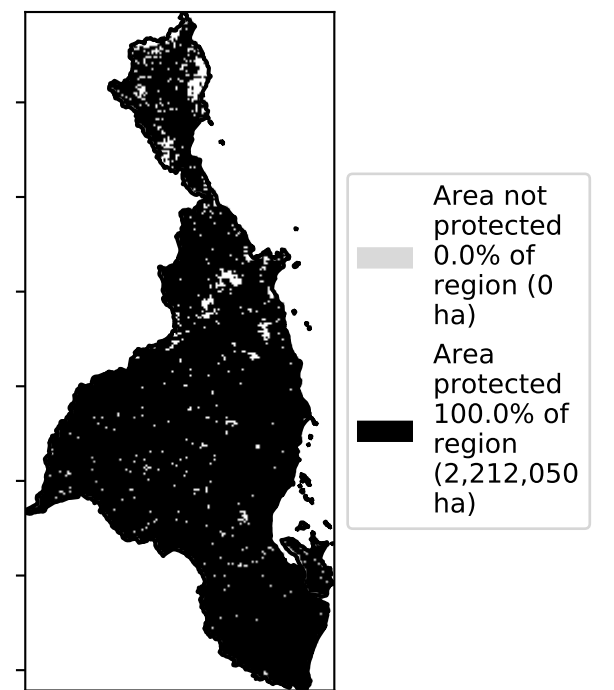 Area not
protected
0.0% of
region (0
ha)
Area
protected
100.0% of
region
(2,212,050
ha)